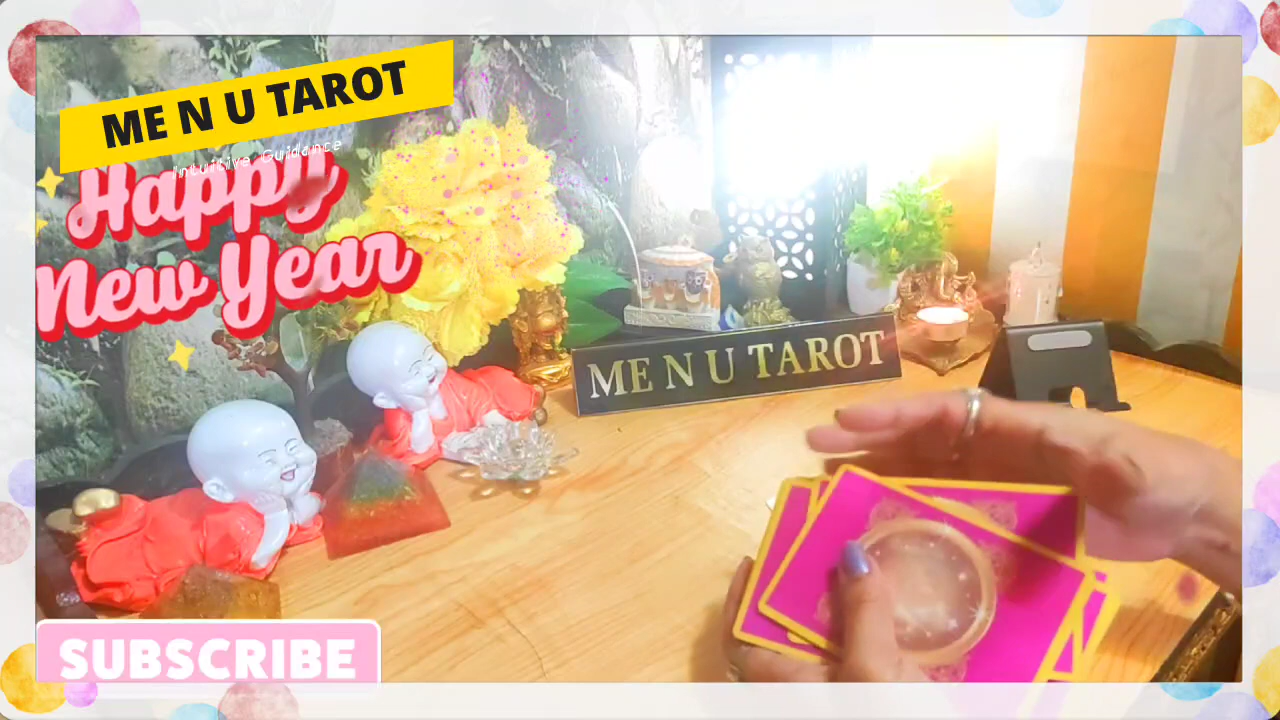 ME N U TAROT
Intuitive Guidance
Happy
New Year
ME N U TAROT
SUBSCRIBE